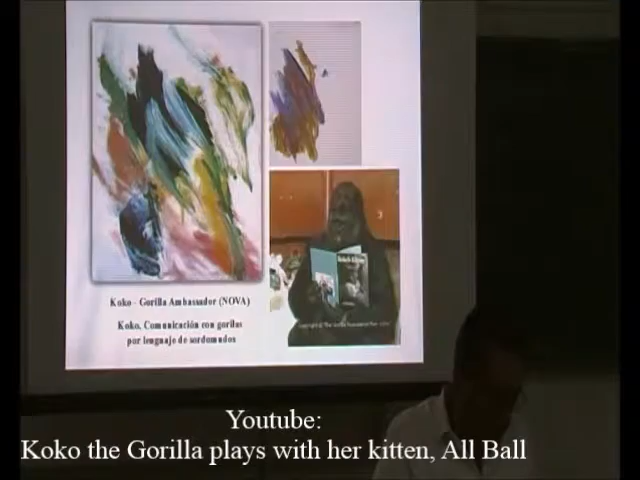 Koko - Gorilla Ambassador (NOVA)
Koko, Comunicación con gorilas
por lenguaje de sordomudos
Youtube:
Koko the Gorilla plays with her kitten, All Ball